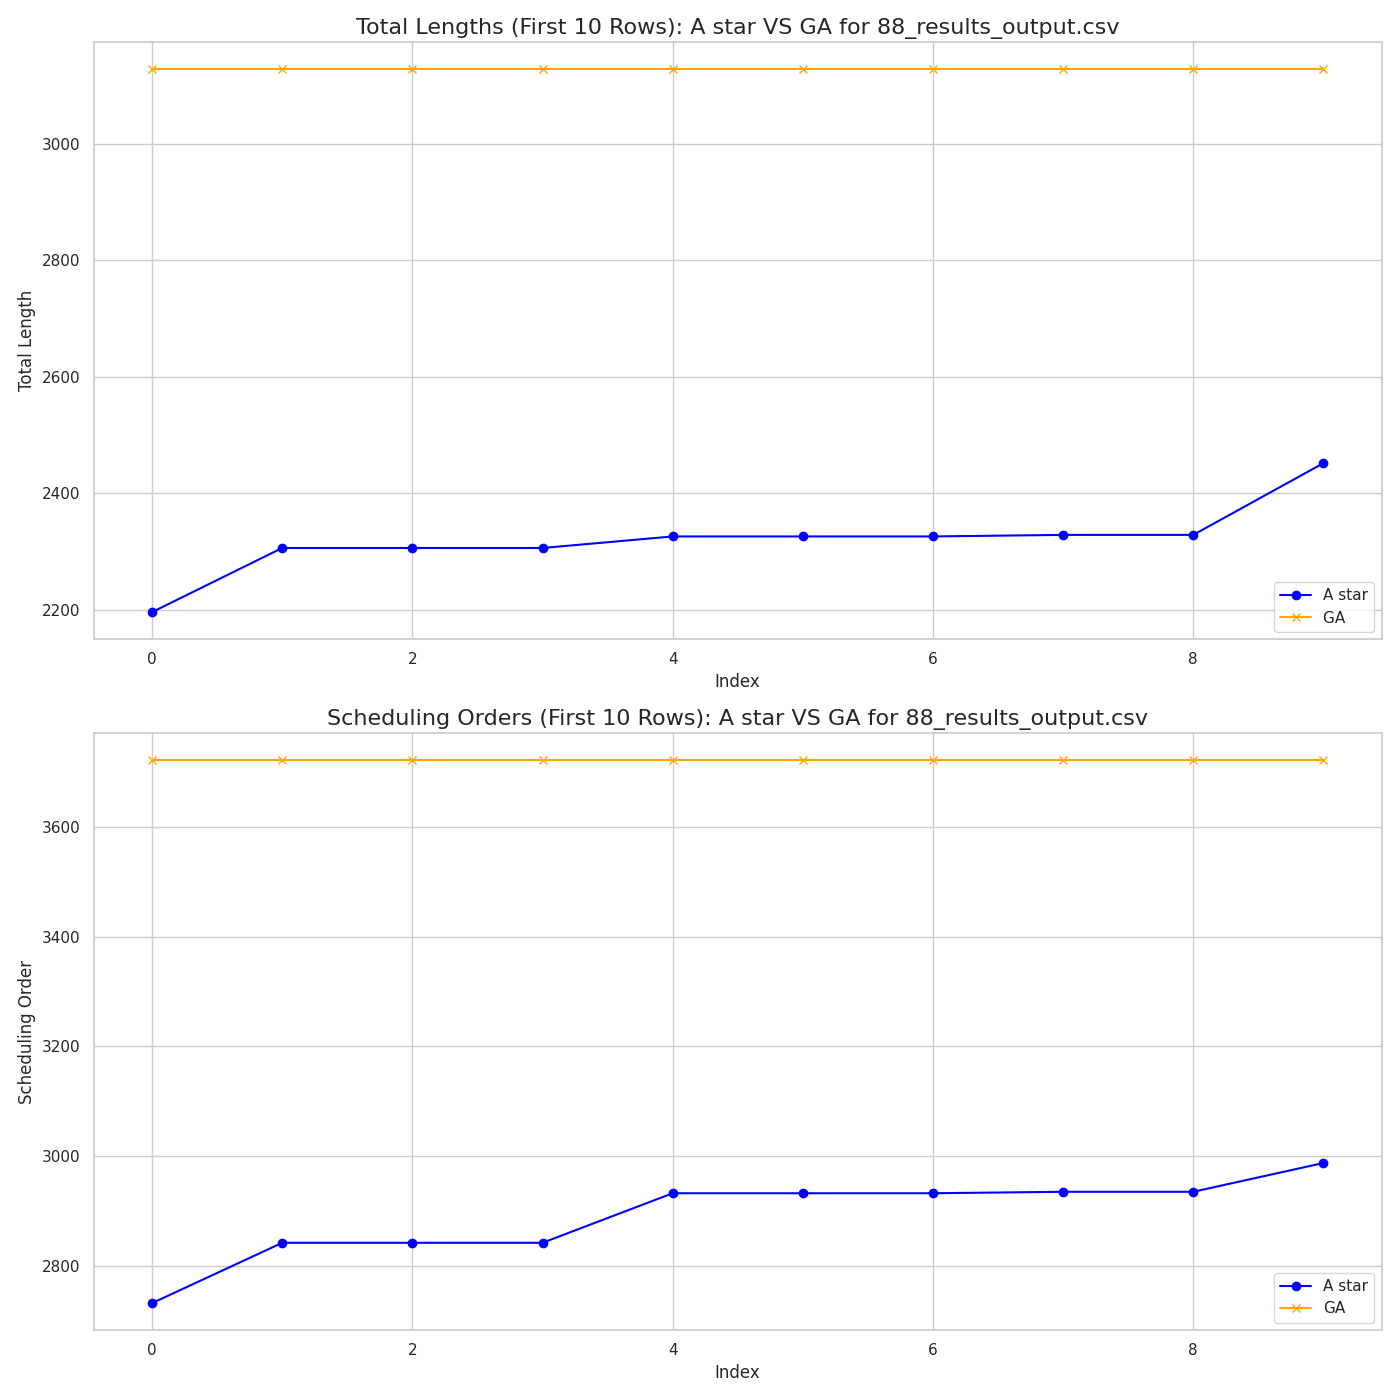 Total Lengths (First 10 Rows): A star VS GA for 88_results_output.csv
Total Length
3000
2800
2600
2400
2200
0 2 4 6 8
Index
A star
GA
Scheduling Orders (First 10 Rows): A star VS GA for 88_results_output.csv
Scheduling Order
3600
3400
3200
3000
2800
0 2 4 6 8
Index
A star
GA